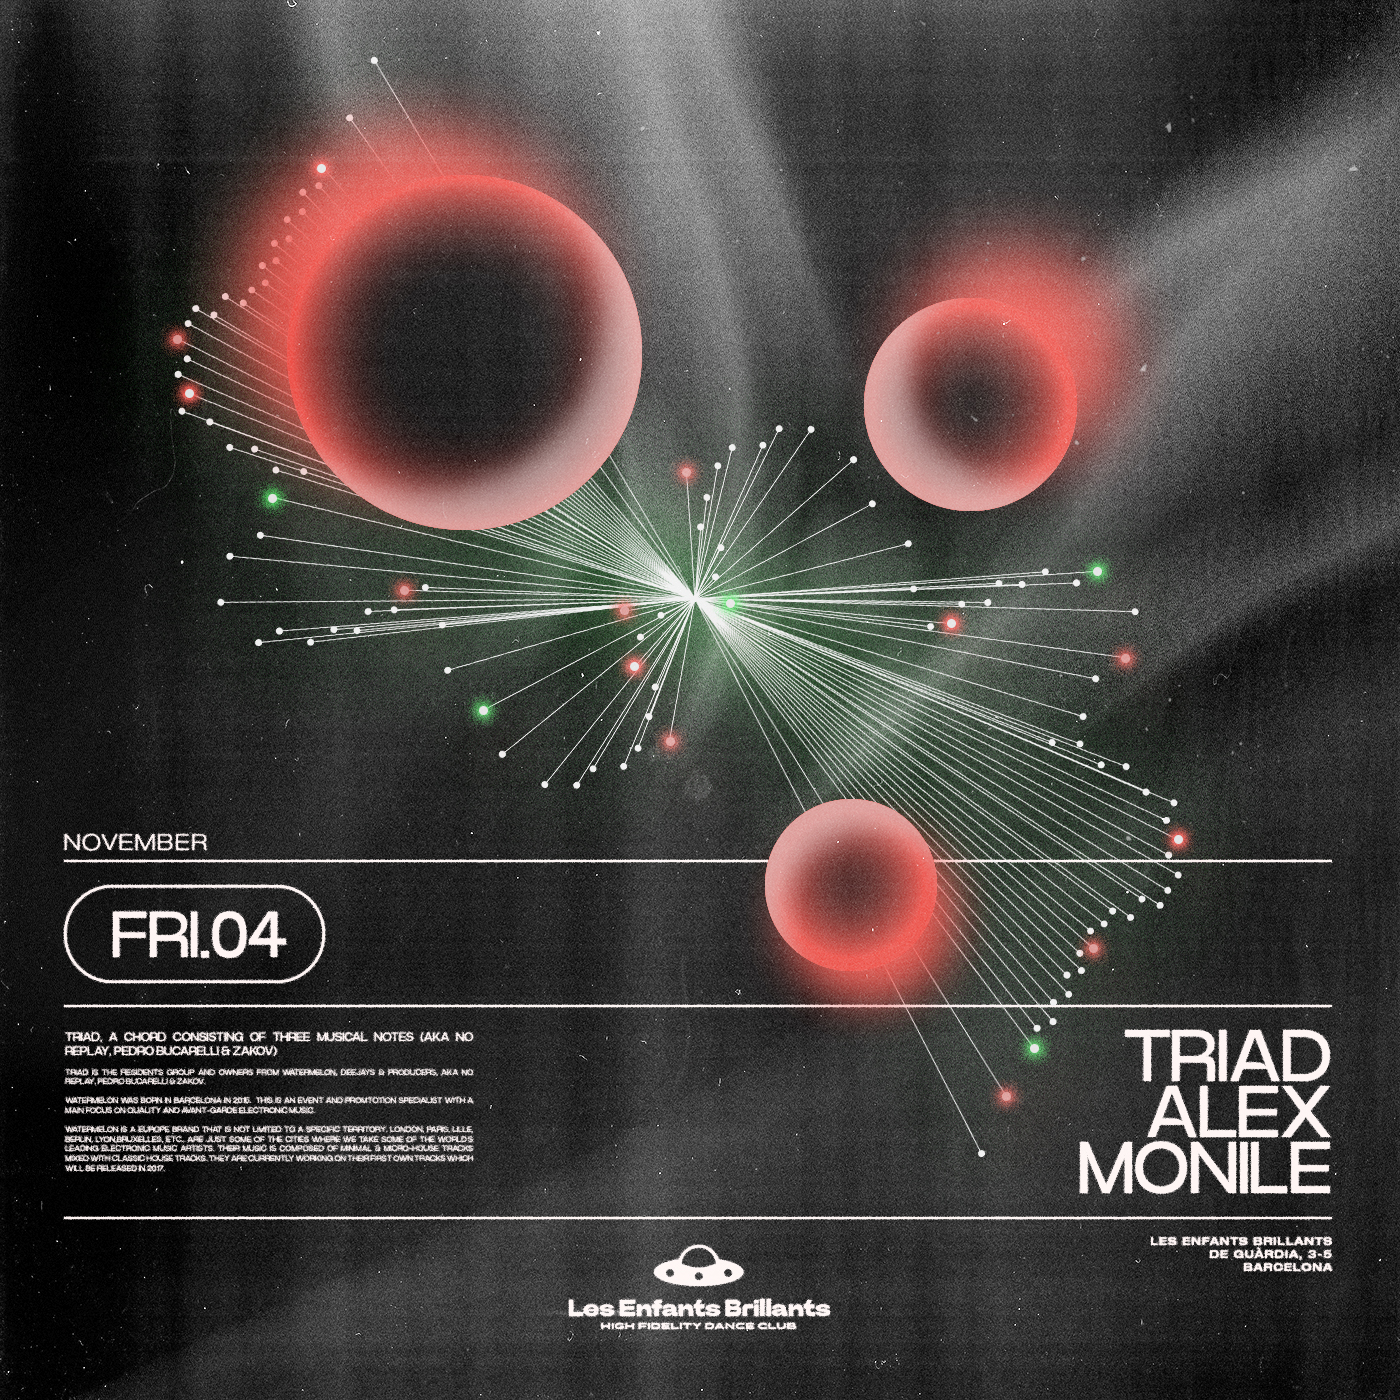 NOVEMBER
FRI.04
TRIAD, A CHORD CONSISTING OF THREE MUSICAL NOTES (AKA NO
REPLAY, PEDRO BUCARELLI & ZAKOV)
TRIAD IS THE RESIDENTS GROUP AND OWNERS FROM WATERMELON, DEEJAYS & PRODUCERS, AKA NO
REPLAY, PEDRO BUCARELLI & ZAKOV.
WATERMELON WAS BORN IN BARCELONA IN 2015. THIS IS AN EVENT AND PROMTOTION SPECIALIST WITH A
MAIN FOCUS ON QUALITY AND AVANT-GARDE ELECTRONIC MUSIC.
WATERMELON IS A EUROPE BRAND THAT IS NOT LIMITED TO A SPECIFIC TERRITORY. LONDON, PARIS, LILLE,
BERLIN, LYON,BRUXELLES, ETC.. ARE JUST SOME OF THE CITIES WHERE WE TAKE SOME OF THE WORLD'S
LEADING ELECTRONIC MUSIC ARTISTS. THEIR MUSIC IS COMPOSED OF MINIMAL & MICRO-HOUSE TRACKS
MIXED WITH CLASSIC HOUSE TRACKS. THEY ARE CURRENTLY WORKING ON THEIR FIRST OWN TRACKS WHICH
WILL BE RELEASED IN 2017.
TRIAD
ALEX
MONILE
LES ENFANTS BRILLANTS
DE GUÀRDIA, 3-5
BARCELONA
Les Enfants Brillants
HIGH FIDELITY DANCE CLUB